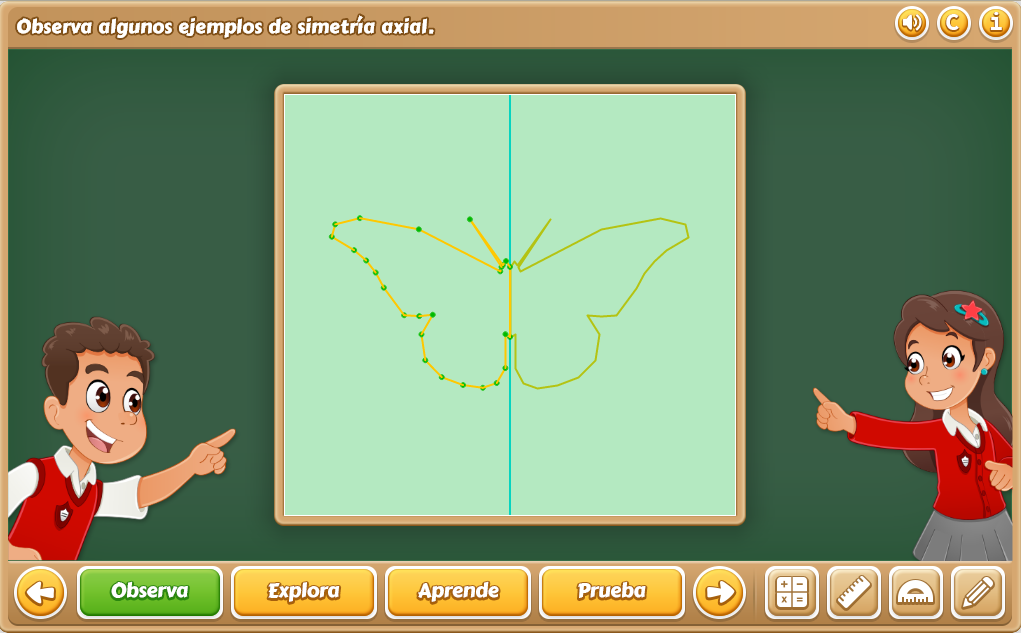 Observa algunos ejemplos de simetría axial.
C
i
Observa
Explora
Aprende
Prueba